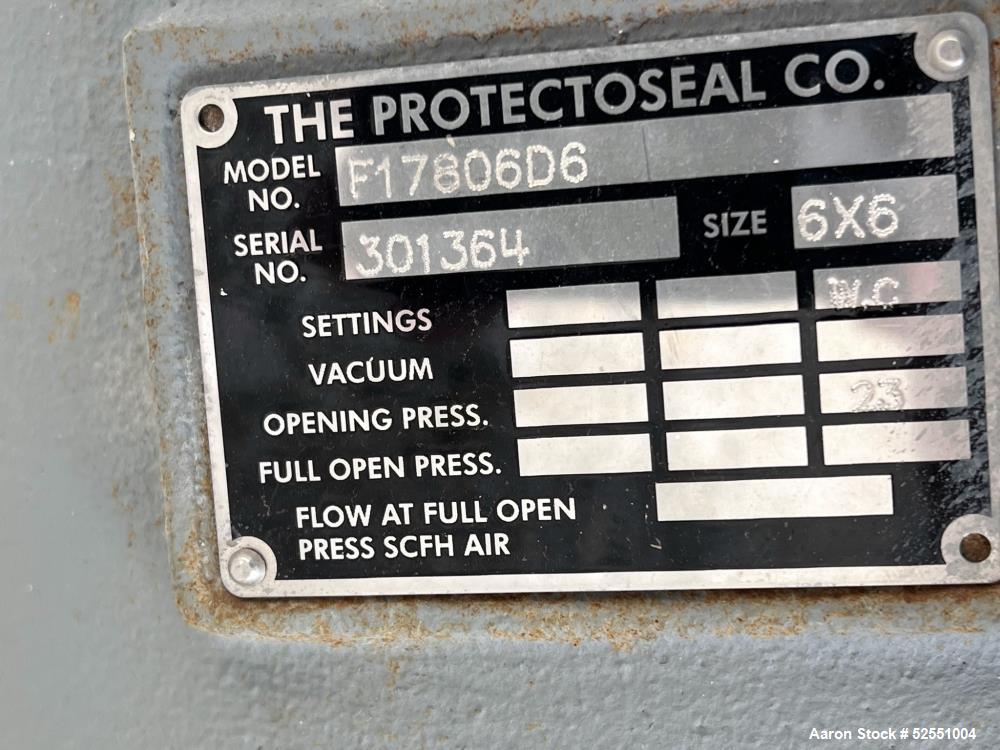 THE PROTECTOSEAL CO.
MODEL NO. F17806D6
SERIAL NO. 301364 SIZE 6X6
SETTINGS W.C
VACUUM
OPENING PRESS. 23
FULL OPEN PRESS.
FLOW AT FULL OPEN
PRESS SCFH AIR
Aaron Stock # 52551004